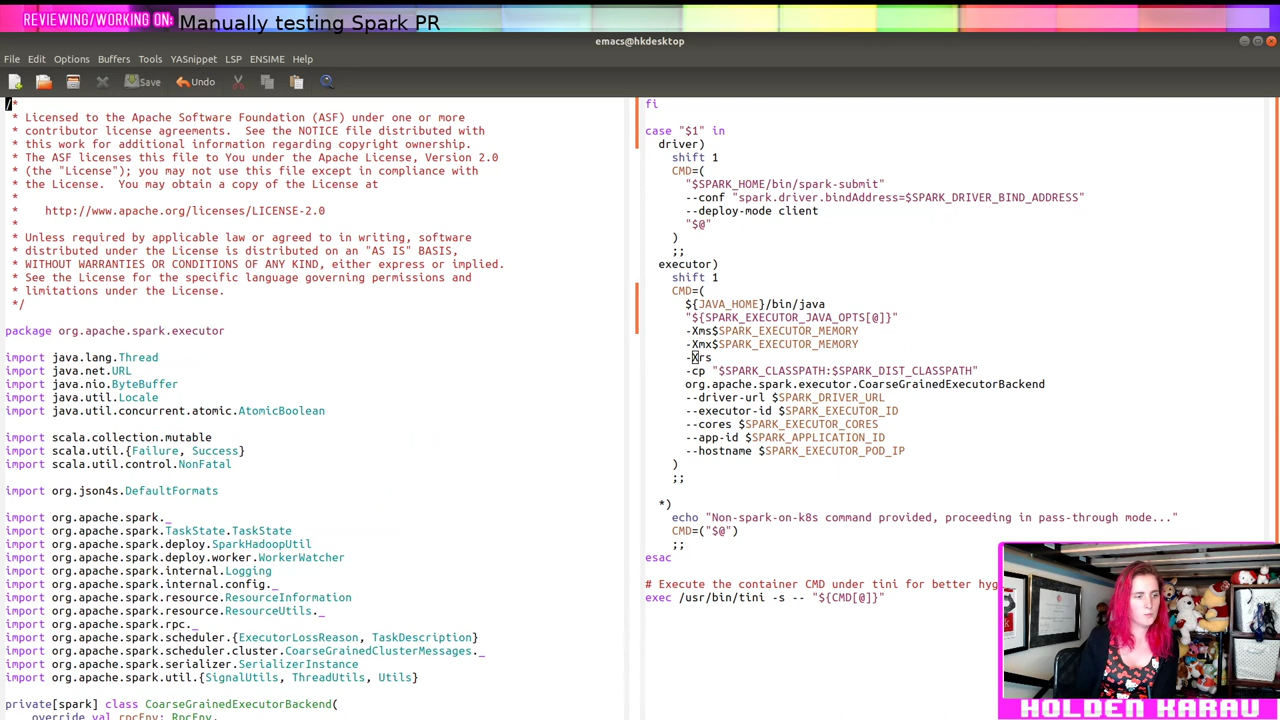 REVIEWING/WORKING ON: Manually testing Spark PR
emacs@hkdesktop
File Edit Options Buffers Tools YASnippet LSP ENSIME Help
Save Undo
/*
* Licensed to the Apache Software Foundation (ASF) under one or more
* contributor license agreements.  See the NOTICE file distributed with
* this work for additional information regarding copyright ownership.
* The ASF licenses this file to You under the Apache License, Version 2.0
* (the "License"); you may not use this file except in compliance with
* the License.  You may obtain a copy of the License at
*
*    http://www.apache.org/licenses/LICENSE-2.0
*
* Unless required by applicable law or agreed to in writing, software
* distributed under the License is distributed on an "AS IS" BASIS,
* WITHOUT WARRANTIES OR CONDITIONS OF ANY KIND, either express or implied.
* See the License for the specific language governing permissions and
* limitations under the License.
*/
package org.apache.spark.executor
import java.lang.Thread
import java.net.URL
import java.nio.ByteBuffer
import java.util.Locale
import java.util.concurrent.atomic.AtomicBoolean
import scala.collection.mutable
import scala.util.{Failure, Success}
import scala.util.control.NonFatal
import org.json4s.DefaultFormats
import org.apache.spark._
import org.apache.spark.TaskState.TaskState
import org.apache.spark.deploy.SparkHadoopUtil
import org.apache.spark.deploy.worker.WorkerWatcher
import org.apache.spark.internal.Logging
import org.apache.spark.internal.config._
import org.apache.spark.resource.ResourceInformation
import org.apache.spark.resource.ResourceUtils._
import org.apache.spark.rpc._
import org.apache.spark.scheduler.{ExecutorLossReason, TaskDescription}
import org.apache.spark.scheduler.cluster.CoarseGrainedClusterMessages._
import org.apache.spark.serializer.SerializerInstance
import org.apache.spark.util.{SignalUtils, ThreadUtils, Utils}
private[spark] class CoarseGrainedExecutorBackend(
override val rpcEnv: RpcEnv,
fi
case "$1" in
driver)
shift 1
CMD=(
"$SPARK_HOME/bin/spark-submit"
--conf "spark.driver.bindAddress=$SPARK_DRIVER_BIND_ADDRESS"
--deploy-mode client
"$@"
)
;;
executor)
shift 1
CMD=(
${JAVA_HOME}/bin/java
"${SPARK_EXECUTOR_JAVA_OPTS[@]}"
-Xms$SPARK_EXECUTOR_MEMORY
-Xmx$SPARK_EXECUTOR_MEMORY
-Xrs
-cp "$SPARK_CLASSPATH:$SPARK_DIST_CLASSPATH"
org.apache.spark.executor.CoarseGrainedExecutorBackend
--driver-url $SPARK_DRIVER_URL
--executor-id $SPARK_EXECUTOR_ID
--cores $SPARK_EXECUTOR_CORES
--app-id $SPARK_APPLICATION_ID
--hostname $SPARK_EXECUTOR_POD_IP
)
;;
*)
echo "Non-spark-on-k8s command provided, proceeding in pass-through mode..."
CMD=("$@")
;;
esac
# Execute the container CMD under tini for better hyg
exec /usr/bin/tini -s -- "${CMD[@]}"
HOLDEN KARAU